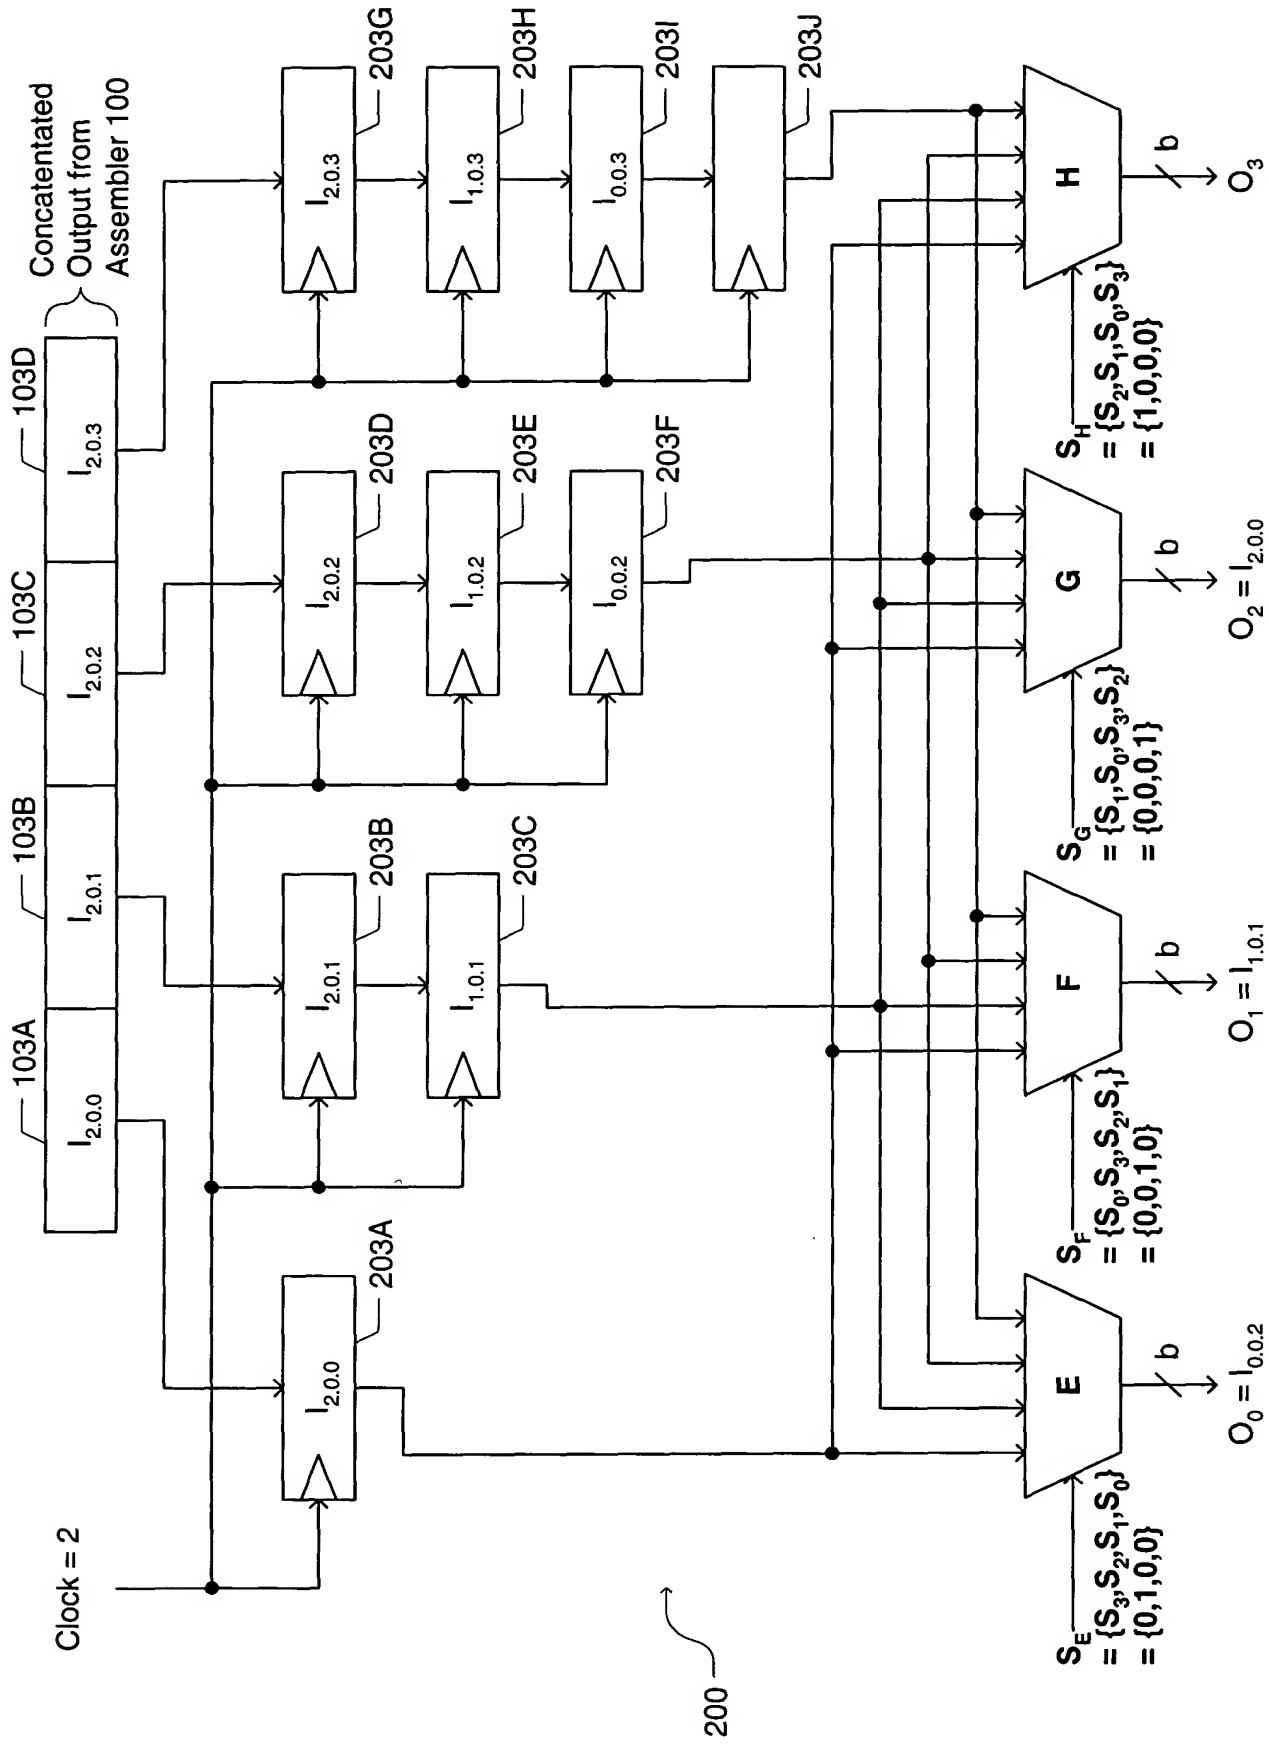 Clock = 2
Concatentated
Output from
Assembler 100
103A
103B
103C
103D
I2.0.0
I2.0.1
I2.0.2
I2.0.3
I2.0.0
203A
I2.0.1
203B
I1.0.1
203C
I2.0.2
203D
I1.0.2
203E
I0.0.2
203F
I2.0.3
203G
I1.0.3
203H
I0.0.3
203I
203J
200
E
F
G
H
SE
= {S3,S2,S1,S0}
= {0,1,0,0}
SF
= {S0,S3,S2,S1}
= {0,0,1,0}
SG
= {S1,S0,S3,S2}
= {0,0,0,1}
SH
= {S2,S1,S0,S3}
= {1,0,0,0}
b
b
b
b
O0 = I0.0.2
O1 = I1.0.1
O2 = I2.0.0
O3